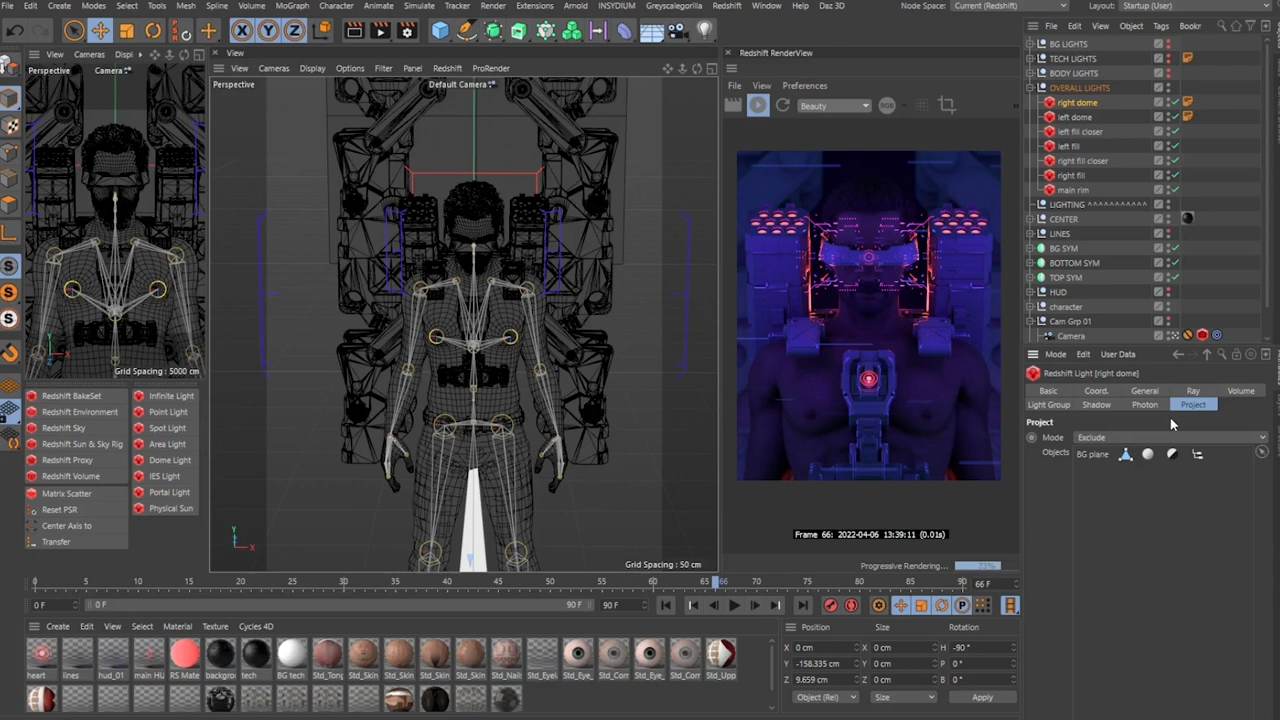 File Edit Create Modes Select Tools Mesh Spline Volume MoGraph Character Animate Simulate Tracker Render Extensions Arnoid INSYDIUM Greyscalegorilla Redshift Window Help Daz 3D
Node Space: Current (Redshift) Layout: Startup (User)
X Y Z
View Cameras Displ
Perspective Camera
Grid Spacing : 5000 cm
View
View Cameras Display Options Filter Panel Redshift ProRender
Perspective
Default Camera
Grid Spacing : 50 cm
Redshift RenderView
File View Preferences
Beauty
RGB
Frame 66: 2022-04-06 13:39:11 (0.01s)
Progressive Rendering...
File Edit View Object Tags Bookr
BG LIGHTS
TECH LIGHTS
BODY LIGHTS
OVERALL LIGHTS
right dome
left dome
left fill closer
left fill
right fill closer
right fill
main rim
LIGHTING ^^^^^^^^^^^
CENTER
LINES
BG SYM
BOTTOM SYM
TOP SYM
HUD
character
Cam Grp 01
Camera
Mode Edit User Data
Redshift Light [right dome]
Basic Coord. General Ray Volume
Light Group Shadow Photon Project
Project
Mode Exclude
Objects BG plane
Redshift BakeSet Infinite Light
Redshift Environment Point Light
Redshift Sky Spot Light
Redshift Sun & Sky Rig Area Light
Redshift Proxy Dome Light
Redshift Volume IES Light
Matrix Scatter Portal Light
Reset PSR Physical Sun
Center Axis to
Transfer
0 5 10 15 20 25 30 35 40 45 50 55 60 65 66 70 75 80 85 90 66 F
0 F 0 F 90 F 90 F
Create Edit View Select Material Texture Cycles 4D
heart lines hud_01 main HU RS Mate backgro tech BG tech Std_Tong Std_Skin Std_Skin Std_Skin Std_Skin Std_Nails Std_Eyel Std_Eye_ Std_Corr Std_Eye_ Std_Corr Std_Upp
Position Size Rotation
X 0 cm X 0 cm H -90 °
Y -158.335 cm Y 0 cm P 0 °
Z 9.659 cm Z 0 cm B 0 °
Object (Rel) Size Apply